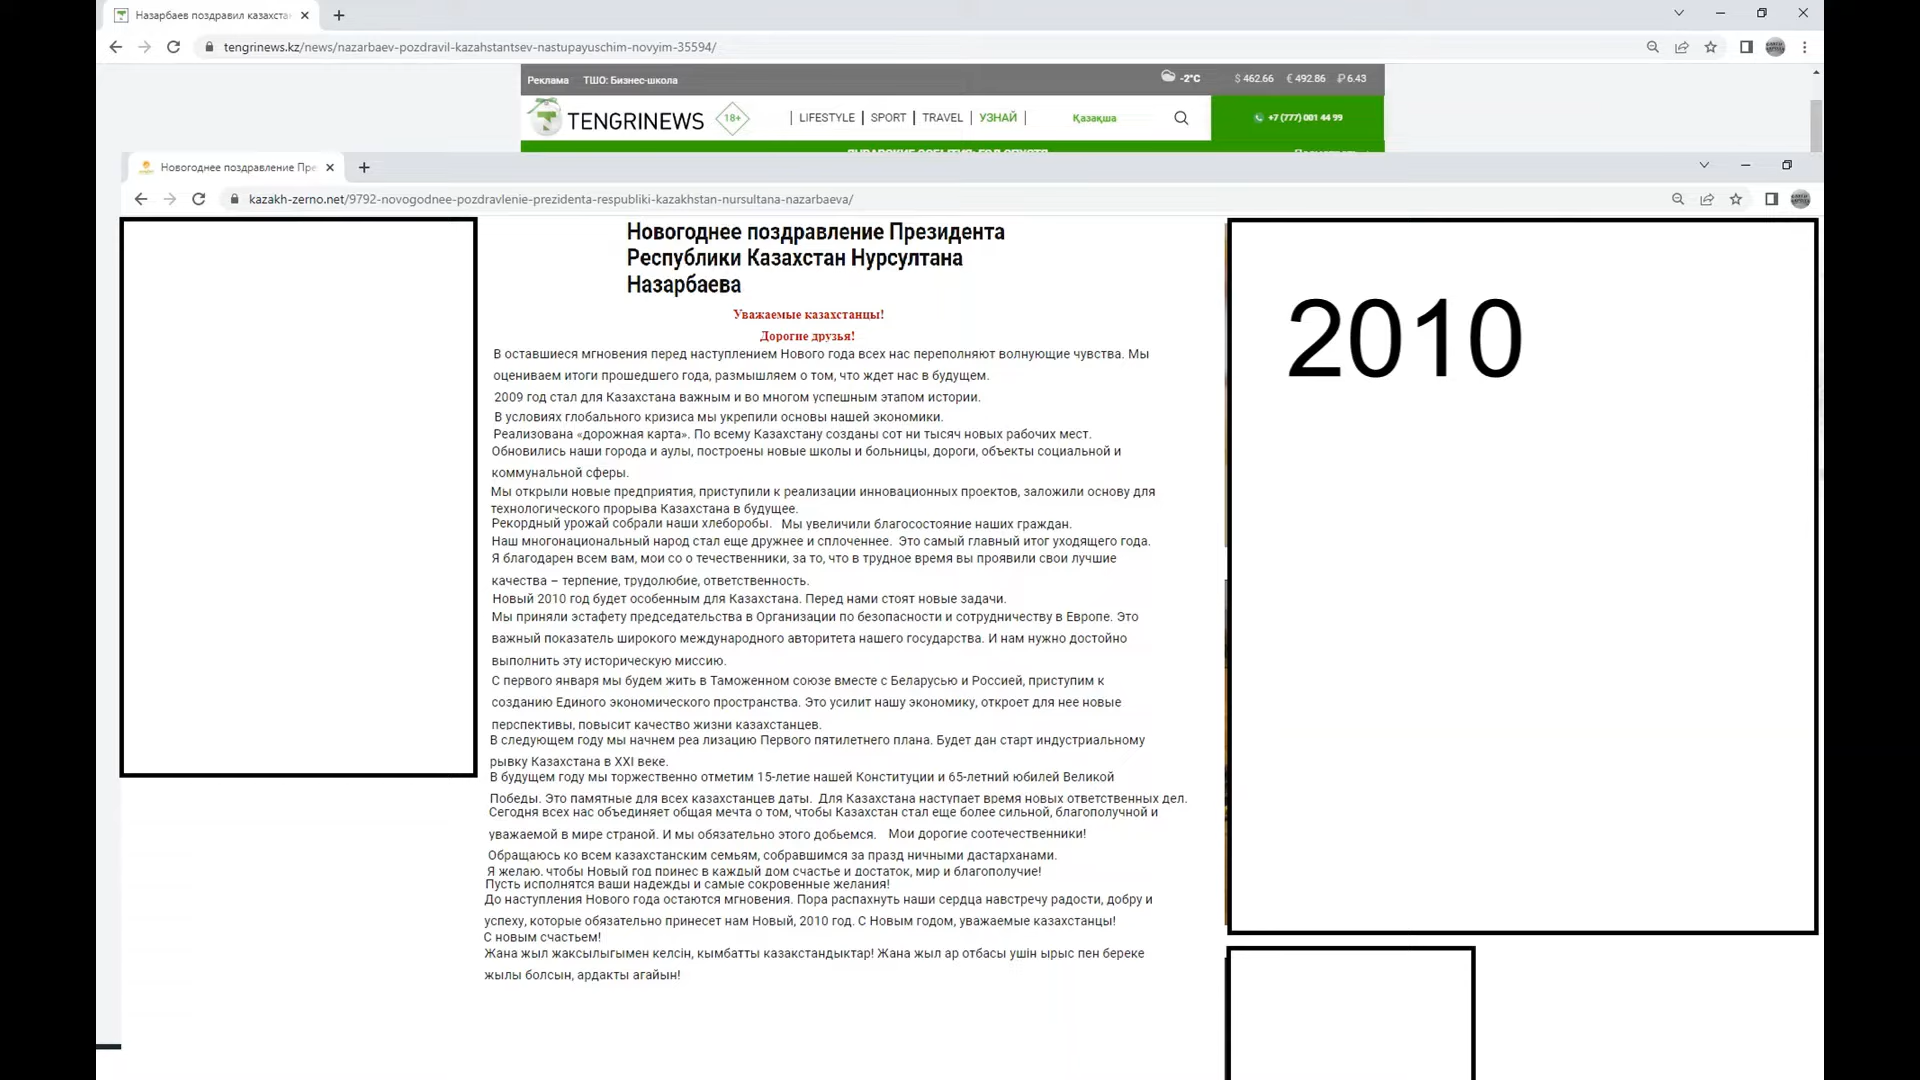 Назарбаев поздравил казахста
tengrinews.kz/news/nazarbaev-pozdravil-kazahstantsev-nastupayuschim-novyim-35594/
Реклама ТШО: Бизнес-школа -2°C $ 462.66 € 492.86 ₽ 6.43
TENGRINEWS 18+ | LIFESTYLE | SPORT | TRAVEL | УЗНАЙ | Қазақша +7 (777) 001 44 99
Новогоднее поздравление Пре
kazakh-zerno.net/9792-novogodnee-pozdravlenie-prezidenta-respubliki-kazakhstan-nursultana-nazarbaeva/
Новогоднее поздравление Президента
Республики Казахстан Нурсултана
Назарбаева
2010
Уважаемые казахстанцы!
Дорогие друзья!
В оставшиеся мгновения перед наступлением Нового года всех нас переполняют волнующие чувства. Мы
оцениваем итоги прошедшего года, размышляем о том, что ждет нас в будущем.
2009 год стал для Казахстана важным и во многом успешным этапом истории.
В условиях глобального кризиса мы укрепили основы нашей экономики.
Реализована «дорожная карта». По всему Казахстану созданы сот ни тысяч новых рабочих мест.
Обновились наши города и аулы, построены новые школы и больницы, дороги, объекты социальной и
коммунальной сферы.
Мы открыли новые предприятия, приступили к реализации инновационных проектов, заложили основу для
технологического прорыва Казахстана в будущее.
Рекордный урожай собрали наши хлеборобы. Мы увеличили благосостояние наших граждан.
Наш многонациональный народ стал еще дружнее и сплоченнее. Это самый главный итог уходящего года.
Я благодарен всем вам, мои со о течественники, за то, что в трудное время вы проявили свои лучшие
качества – терпение, трудолюбие, ответственность.
Новый 2010 год будет особенным для Казахстана. Перед нами стоят новые задачи.
Мы приняли эстафету председательства в Организации по безопасности и сотрудничеству в Европе. Это
важный показатель широкого международного авторитета нашего государства. И нам нужно достойно
выполнить эту историческую миссию.
С первого января мы будем жить в Таможенном союзе вместе с Беларусью и Россией, приступим к
созданию Единого экономического пространства. Это усилит нашу экономику, откроет для нее новые
перспективы, повысит качество жизни казахстанцев.
В следующем году мы начнем реа лизацию Первого пятилетнего плана. Будет дан старт индустриальному
рывку Казахстана в XXI веке.
В будущем году мы торжественно отметим 15-летие нашей Конституции и 65-летний юбилей Великой
Победы. Это памятные для всех казахстанцев даты. Для Казахстана наступает время новых ответственных дел.
Сегодня всех нас объединяет общая мечта о том, чтобы Казахстан стал еще более сильной, благополучной и
уважаемой в мире страной. И мы обязательно этого добьемся. Мои дорогие соотечественники!
Обращаюсь ко всем казахстанским семьям, собравшимся за празд ничными дастарханами.
Я желаю, чтобы Новый год принес в каждый дом счастье и достаток, мир и благополучие!
Пусть исполнятся ваши надежды и самые сокровенные желания!
До наступления Нового года остаются мгновения. Пора распахнуть наши сердца навстречу радости, добру и
успеху, которые обязательно принесет нам Новый, 2010 год. С Новым годом, уважаемые казахстанцы!
С новым счастьем!
Жана жыл жаксылыгымен келсін, кымбатты казакстандыктар! Жана жыл ар отбасы ушін ырыс пен береке
жылы болсын, ардакты агайын!